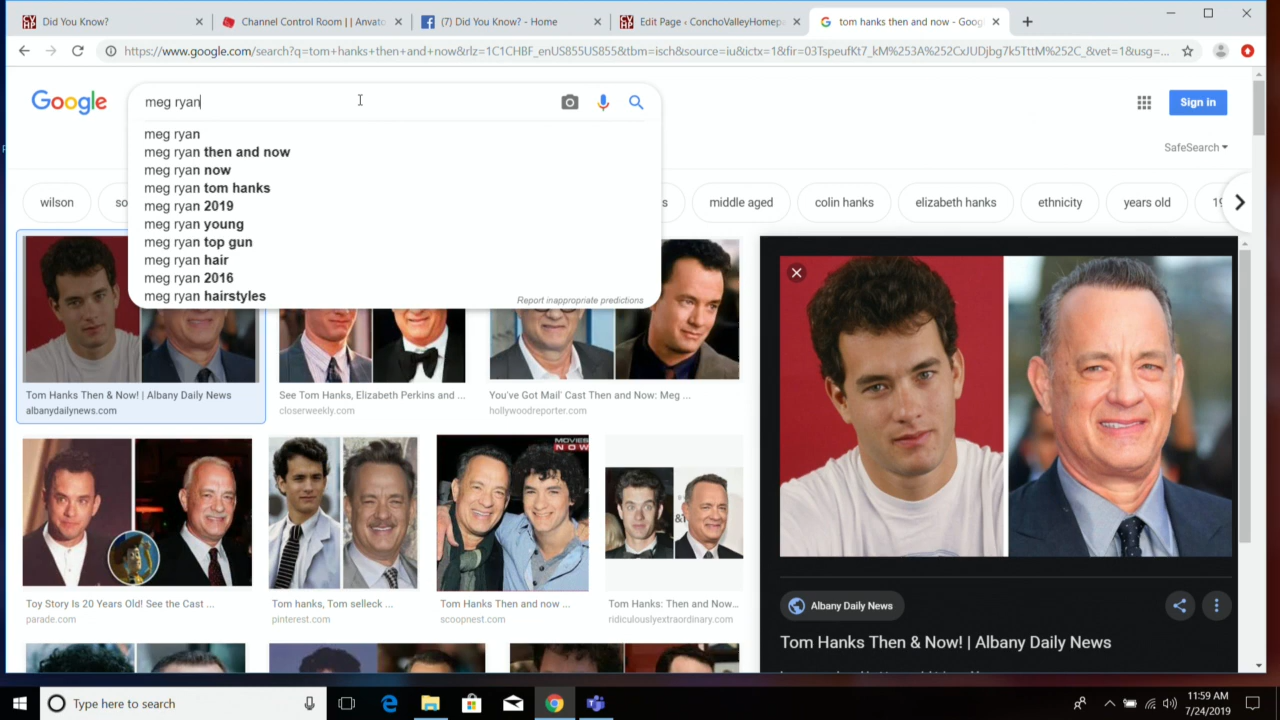 Did You Know?
Channel Control Room | | Anvato
(7) Did You Know? - Home
Edit Page ‹ ConchoValleyHomepa
tom hanks then and now - Googl
https://www.google.com/search?q=tom+hanks+then+and+now&rlz=1C1CHBF_enUS855US855&tbm=isch&source=iu&ictx=1&fir=03TspeufKt7_kM%253A%252CxJUDjbg7k5TttM%252C_&vet=1&usg=...
Google
meg ryan
Sign in
SafeSearch
meg ryan
meg ryan then and now
meg ryan now
meg ryan tom hanks
meg ryan 2019
meg ryan young
meg ryan top gun
meg ryan hair
meg ryan 2016
meg ryan hairstyles
Report inappropriate predictions
wilson
so
s
middle aged
colin hanks
elizabeth hanks
ethnicity
years old
19
Tom Hanks Then & Now! | Albany Daily News
albanydailynews.com
See Tom Hanks, Elizabeth Perkins and ...
closerweekly.com
You've Got Mail' Cast Then and Now: Meg ...
hollywoodreporter.com
MOVIES
NOW
Toy Story Is 20 Years Old! See the Cast ...
parade.com
Tom hanks, Tom selleck ...
pinterest.com
Tom Hanks Then and now ...
scoopnest.com
Tom Hanks: Then and Now...
ridiculouslyextraordinary.com
Albany Daily News
Tom Hanks Then & Now! | Albany Daily News
Type here to search
11:59 AM
7/24/2019